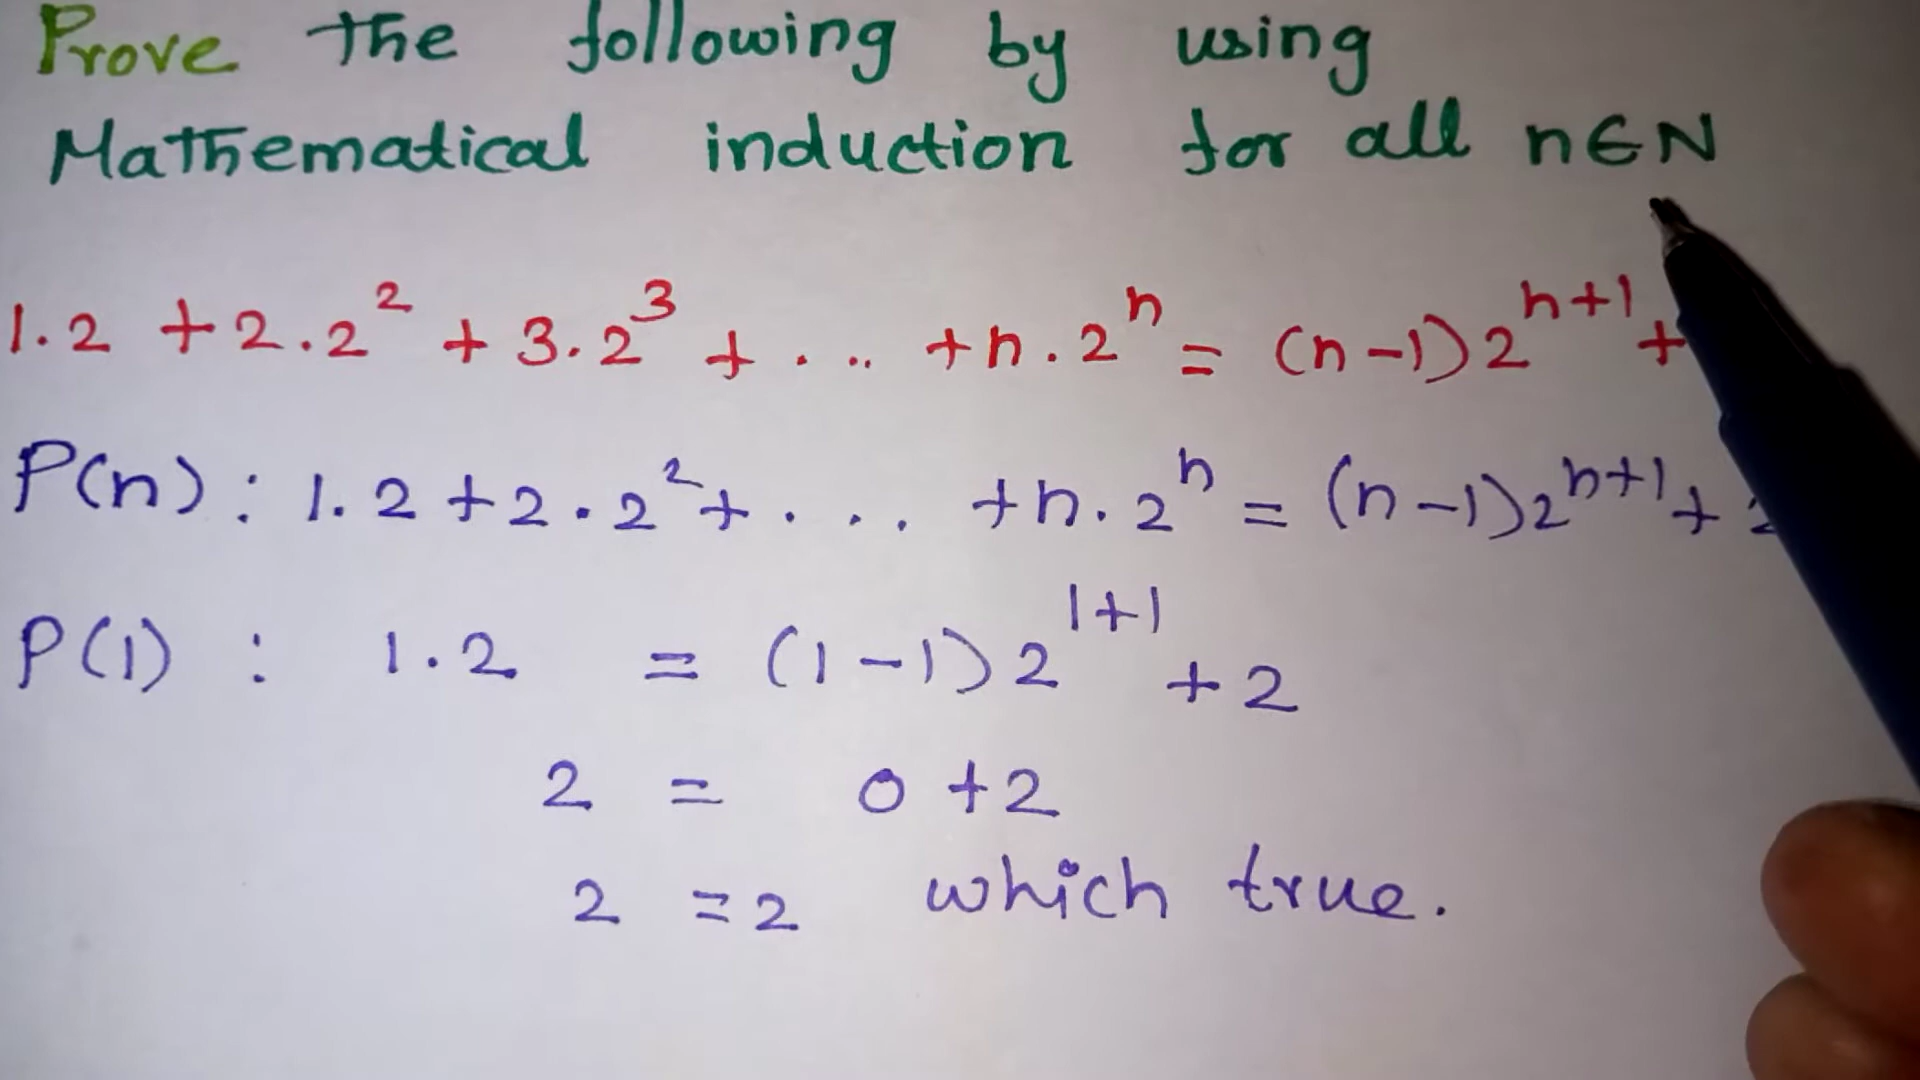 Prove the following by using
Mathematical induction for all n∈N
1.2 + 2.2² + 3.2³ + . .. + n.2ⁿ = (n-1)2ⁿ⁺¹ +
P(n) : 1.2 + 2.2² + . . . + n.2ⁿ = (n-1)2ⁿ⁺¹ +
P(1) : 1.2 = (1-1)2¹⁺¹ + 2
2 = 0 + 2
2 = 2 which true.